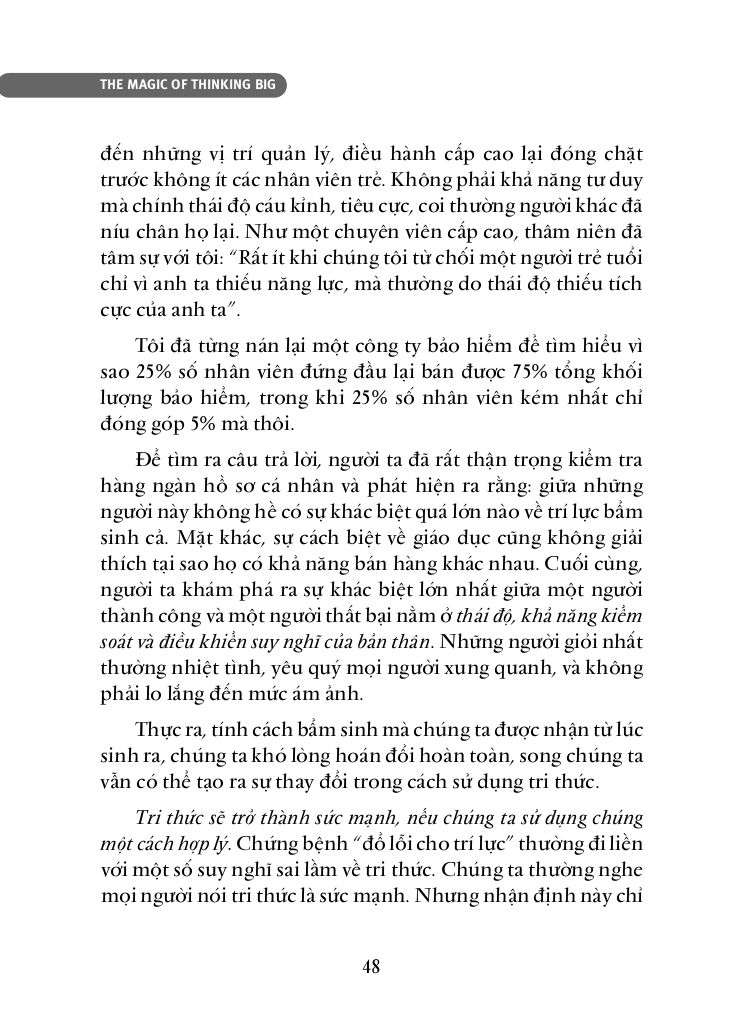 THE MAGIC OF THINKING BIG
đến những vị trí quản lý, điều hành cấp cao lại đóng chặt
trước không ít các nhân viên trẻ. Không phải khả năng tư duy
mà chính thái độ cáu kỉnh, tiêu cực, coi thường người khác đã
níu chân họ lại. Như một chuyên viên cấp cao, thâm niên đã
tâm sự với tôi: “Rất ít khi chúng tôi từ chối một người trẻ tuổi
chỉ vì anh ta thiếu năng lực, mà thường do thái độ thiếu tích
cực của anh ta”.
Tôi đã từng nán lại một công ty bảo hiểm để tìm hiểu vì
sao 25% số nhân viên đứng đầu lại bán được 75% tổng khối
lượng bảo hiểm, trong khi 25% số nhân viên kém nhất chỉ
đóng góp 5% mà thôi.
Để tìm ra câu trả lời, người ta đã rất thận trọng kiểm tra
hàng ngàn hồ sơ cá nhân và phát hiện ra rằng: giữa những
người này không hề có sự khác biệt quá lớn nào về trí lực bẩm
sinh cả. Mặt khác, sự cách biệt về giáo dục cũng không giải
thích tại sao họ có khả năng bán hàng khác nhau. Cuối cùng,
người ta khám phá ra sự khác biệt lớn nhất giữa một người
thành công và một người thất bại nằm ở thái độ, khả năng kiểm
soát và điều khiển suy nghĩ của bản thân. Những người giỏi nhất
thường nhiệt tình, yêu quý mọi người xung quanh, và không
phải lo lắng đến mức ám ảnh.
Thực ra, tính cách bẩm sinh mà chúng ta được nhận từ lúc
sinh ra, chúng ta khó lòng hoán đổi hoàn toàn, song chúng ta
vẫn có thể tạo ra sự thay đổi trong cách sử dụng tri thức.
Tri thức sẽ trở thành sức mạnh, nếu chúng ta sử dụng chúng
một cách hợp lý. Chứng bệnh “đổ lỗi cho trí lực” thường đi liền
với một số suy nghĩ sai lầm về tri thức. Chúng ta thường nghe
mọi người nói tri thức là sức mạnh. Nhưng nhận định này chỉ
48